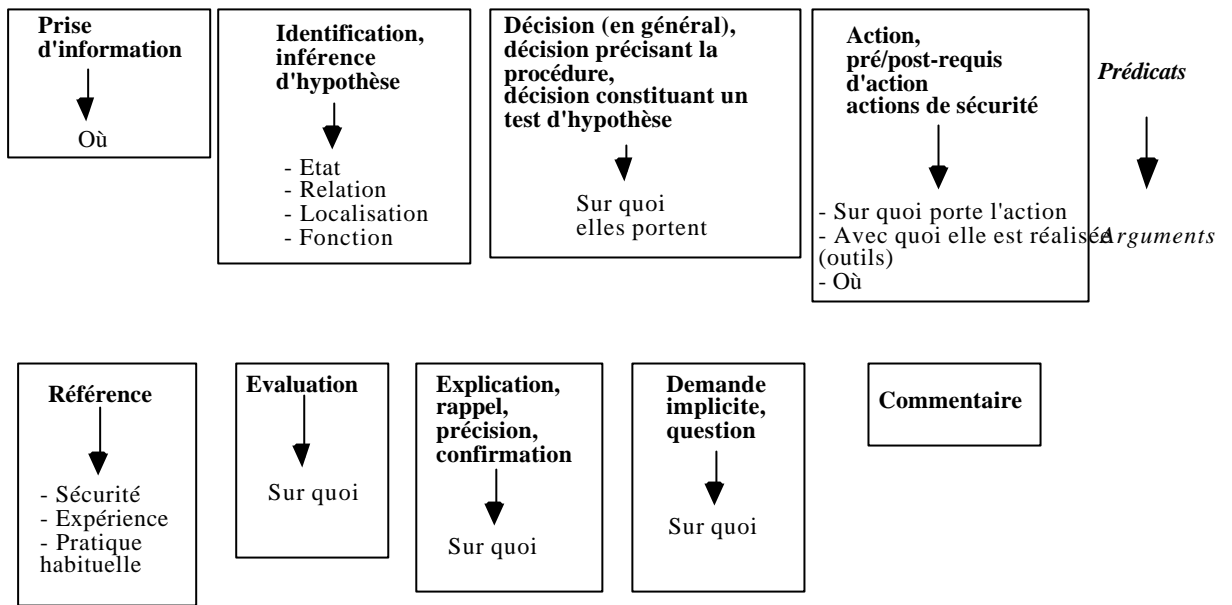 Prise
d'information
Où
Identification,
inférence
d'hypothèse
- Etat
- Relation
- Localisation
- Fonction
Décision (en général),
décision précisant la
procédure,
décision constituant un
test d'hypothèse
Sur quoi
elles portent
Action,
pré/post-requis
d'action
actions de sécurité
- Sur quoi porte l'action
- Avec quoi elle est réalisée
(outils)
- Où
Prédicats
Arguments
Référence
- Sécurité
- Expérience
- Pratique
habituelle
Evaluation
Sur quoi
Explication,
rappel,
précision,
confirmation
Sur quoi
Demande
implicite,
question
Sur quoi
Commentaire